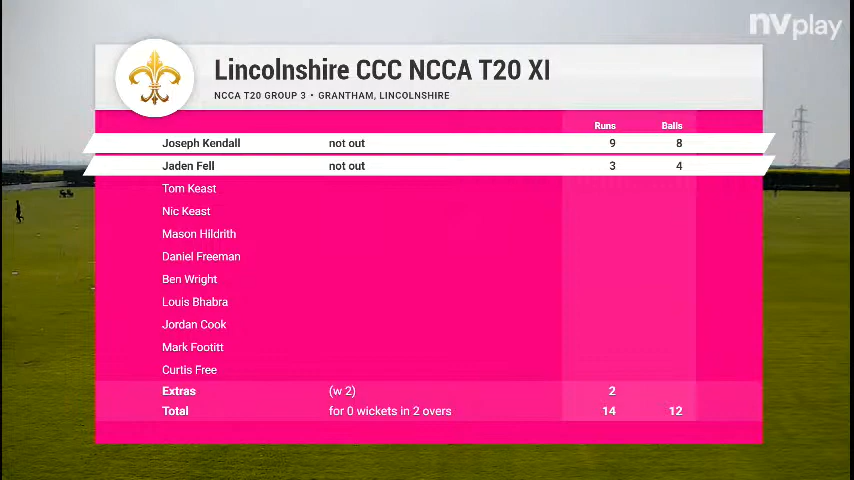 nvplay
Lincolnshire CCC NCCA T20 XI
NCCA T20 GROUP 3 • GRANTHAM, LINCOLNSHIRE
Runs Balls
Joseph Kendall not out 9 8
Jaden Fell not out 3 4
Tom Keast
Nic Keast
Mason Hildrith
Daniel Freeman
Ben Wright
Louis Bhabra
Jordan Cook
Mark Footitt
Curtis Free
Extras (w 2) 2
Total for 0 wickets in 2 overs 14 12